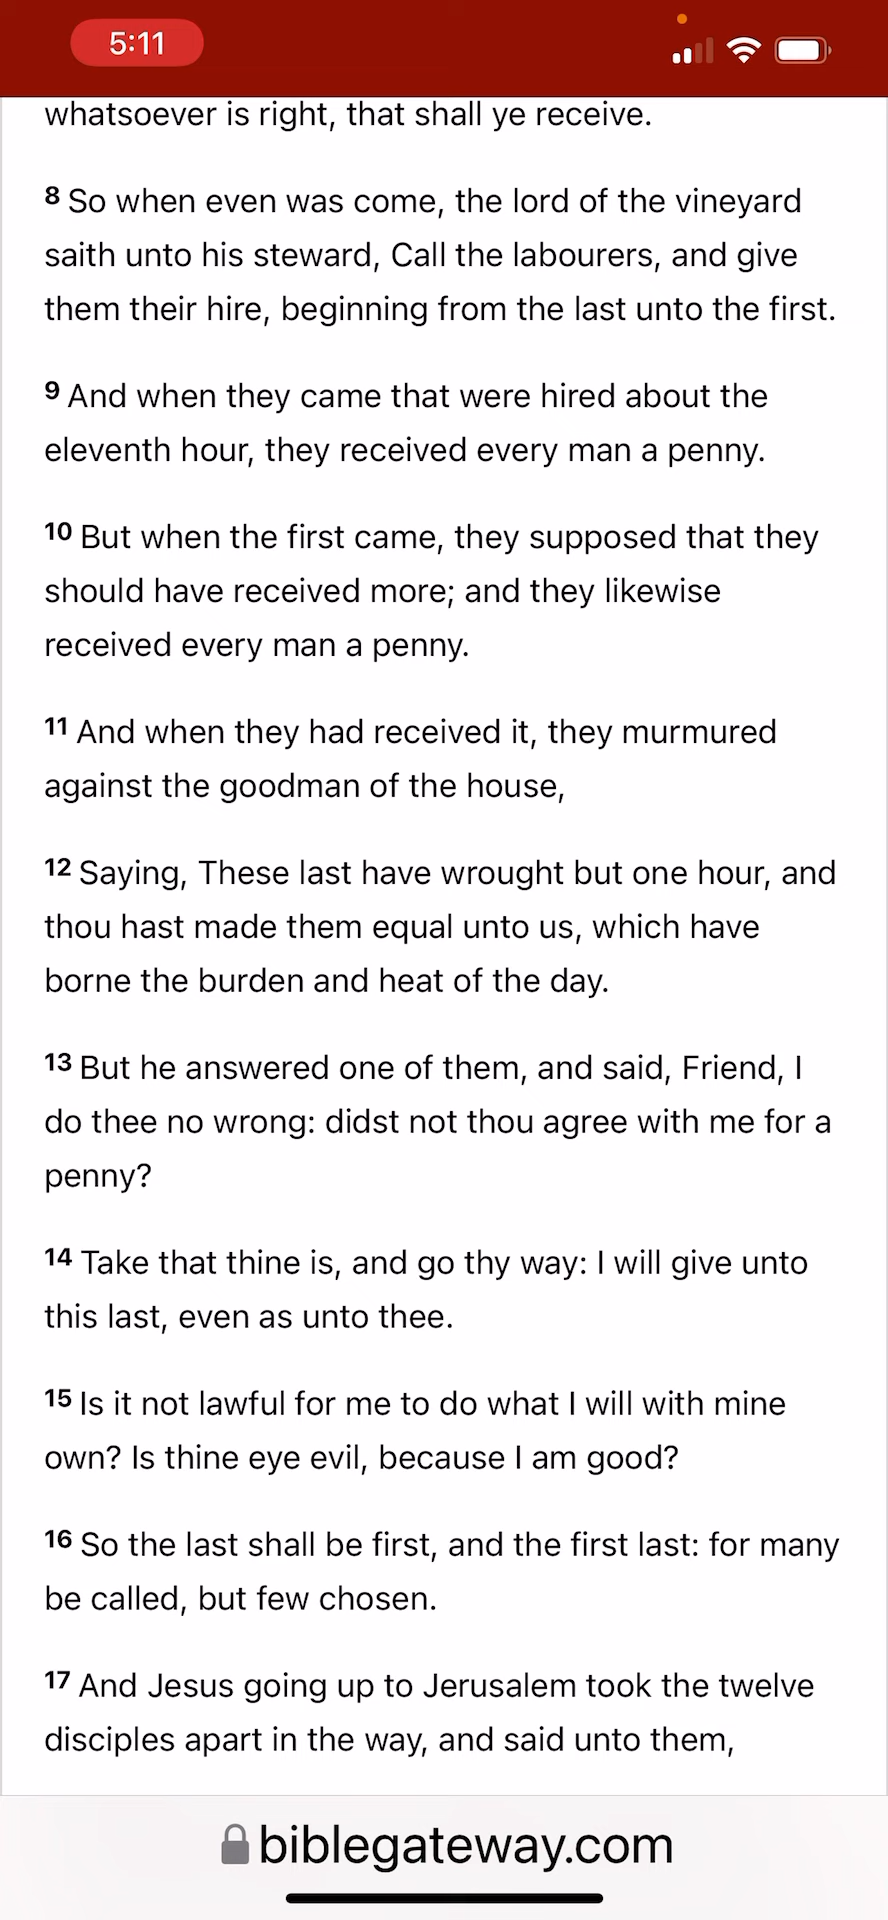 5:11
whatsoever is right, that shall ye receive.
8 So when even was come, the lord of the vineyard
saith unto his steward, Call the labourers, and give
them their hire, beginning from the last unto the first.
9 And when they came that were hired about the
eleventh hour, they received every man a penny.
10 But when the first came, they supposed that they
should have received more; and they likewise
received every man a penny.
11 And when they had received it, they murmured
against the goodman of the house,
12 Saying, These last have wrought but one hour, and
thou hast made them equal unto us, which have
borne the burden and heat of the day.
13 But he answered one of them, and said, Friend, I
do thee no wrong: didst not thou agree with me for a
penny?
14 Take that thine is, and go thy way: I will give unto
this last, even as unto thee.
15 Is it not lawful for me to do what I will with mine
own? Is thine eye evil, because I am good?
16 So the last shall be first, and the first last: for many
be called, but few chosen.
17 And Jesus going up to Jerusalem took the twelve
disciples apart in the way, and said unto them,
biblegateway.com